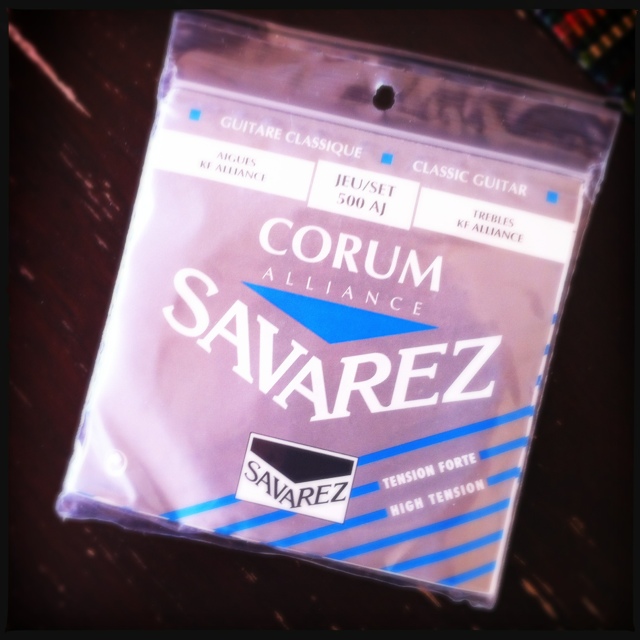 GUITARE CLASSIQUE
CLASSIC GUITAR
AIGUES
KF ALLIANCE
JEU/SET
500 AJ
TREBLES
KF ALLIANCE
CORUM
ALLIANCE
SAVAREZ
SAVAREZ
TENSION FORTE
HIGH TENSION